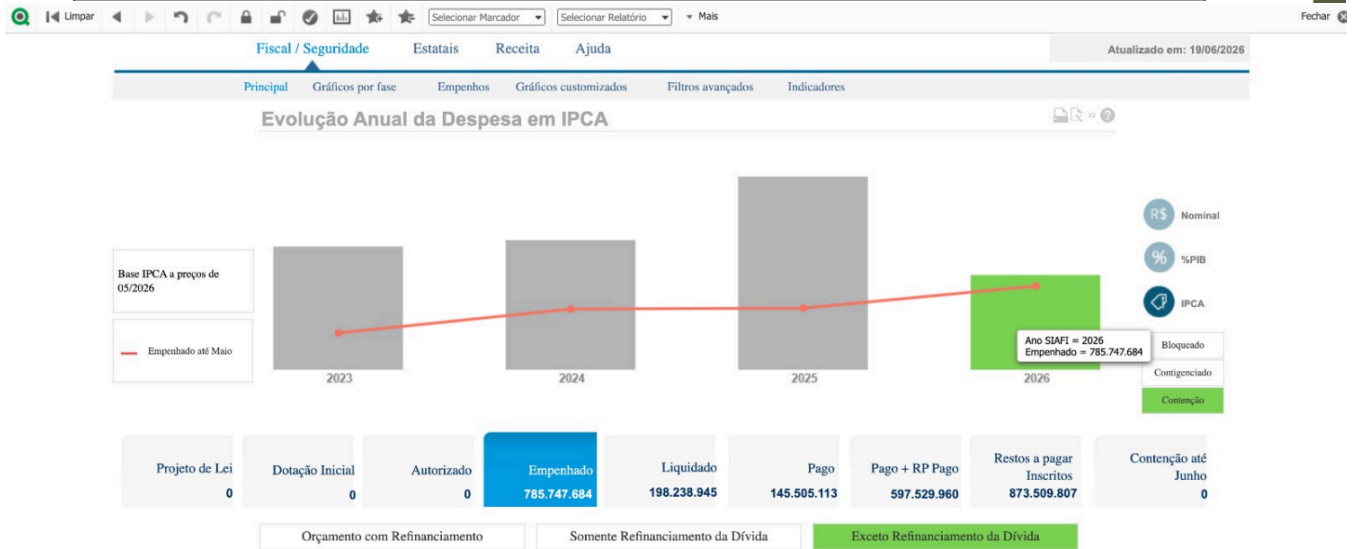 Limpar Selecionar Marcador Selecionar Relatório Mais Fechar
Fiscal / Seguridade Estatais Receita Ajuda Atualizado em: 19/06/2026
Principal Gráficos por fase Empenhos Gráficos customizados Filtros avançados Indicadores
Evolução Anual da Despesa em IPCA
R$ Nominal
% %PIB
IPCA
Base IPCA a preços de
05/2026
Empenhado até Maio
Ano SIAFI = 2026
Empenhado = 785.747.684
Bloqueado
Contigenciado
Contenção
2023 2024 2025 2026
Projeto de Lei
0
Dotação Inicial
0
Autorizado
0
Empenhado
785.747.684
Liquidado
198.238.945
Pago
145.505.113
Pago + RP Pago
597.529.960
Restos a pagar
Inscritos
873.509.807
Contenção até
Junho
0
Orçamento com Refinanciamento Somente Refinanciamento da Dívida Exceto Refinanciamento da Dívida